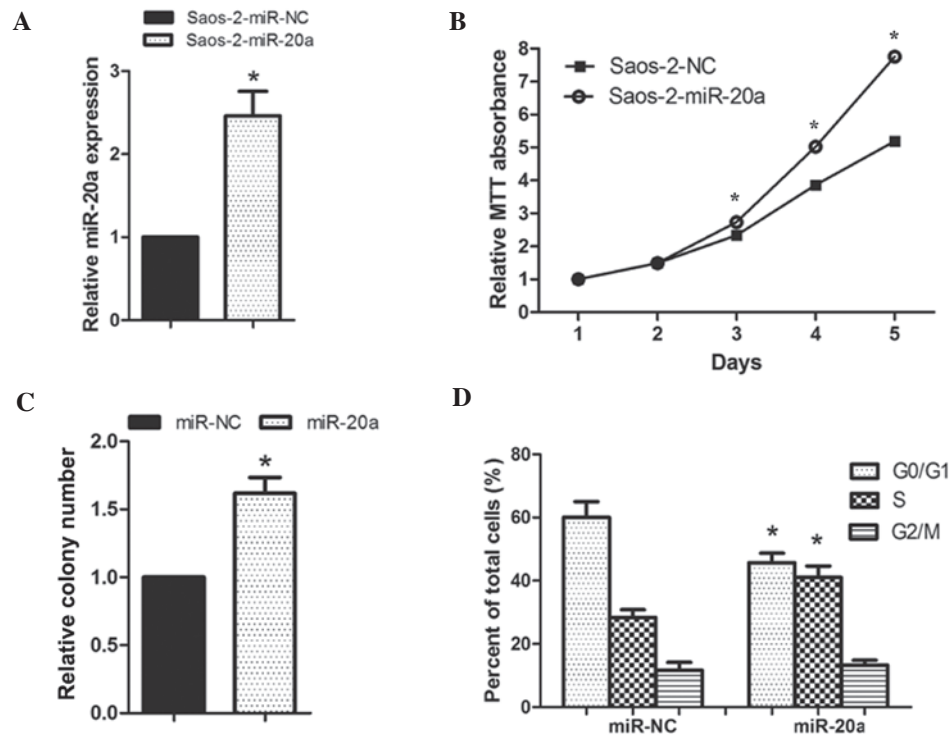 A
Saos-2-miR-NC
Saos-2-miR-20a
Relative miR-20a expression
3
2
1
0
*
B
Relative MTT absorbance
8
7
6
5
4
3
2
1
0
Saos-2-NC
Saos-2-miR-20a
*
*
*
1 2 3 4 5
Days
C
miR-NC miR-20a
Relative colony number
2.0
1.5
1.0
0.5
0.0
*
D
Percent of total cells (%)
80
60
40
20
0
G0/G1
S
G2/M
* *
miR-NC miR-20a